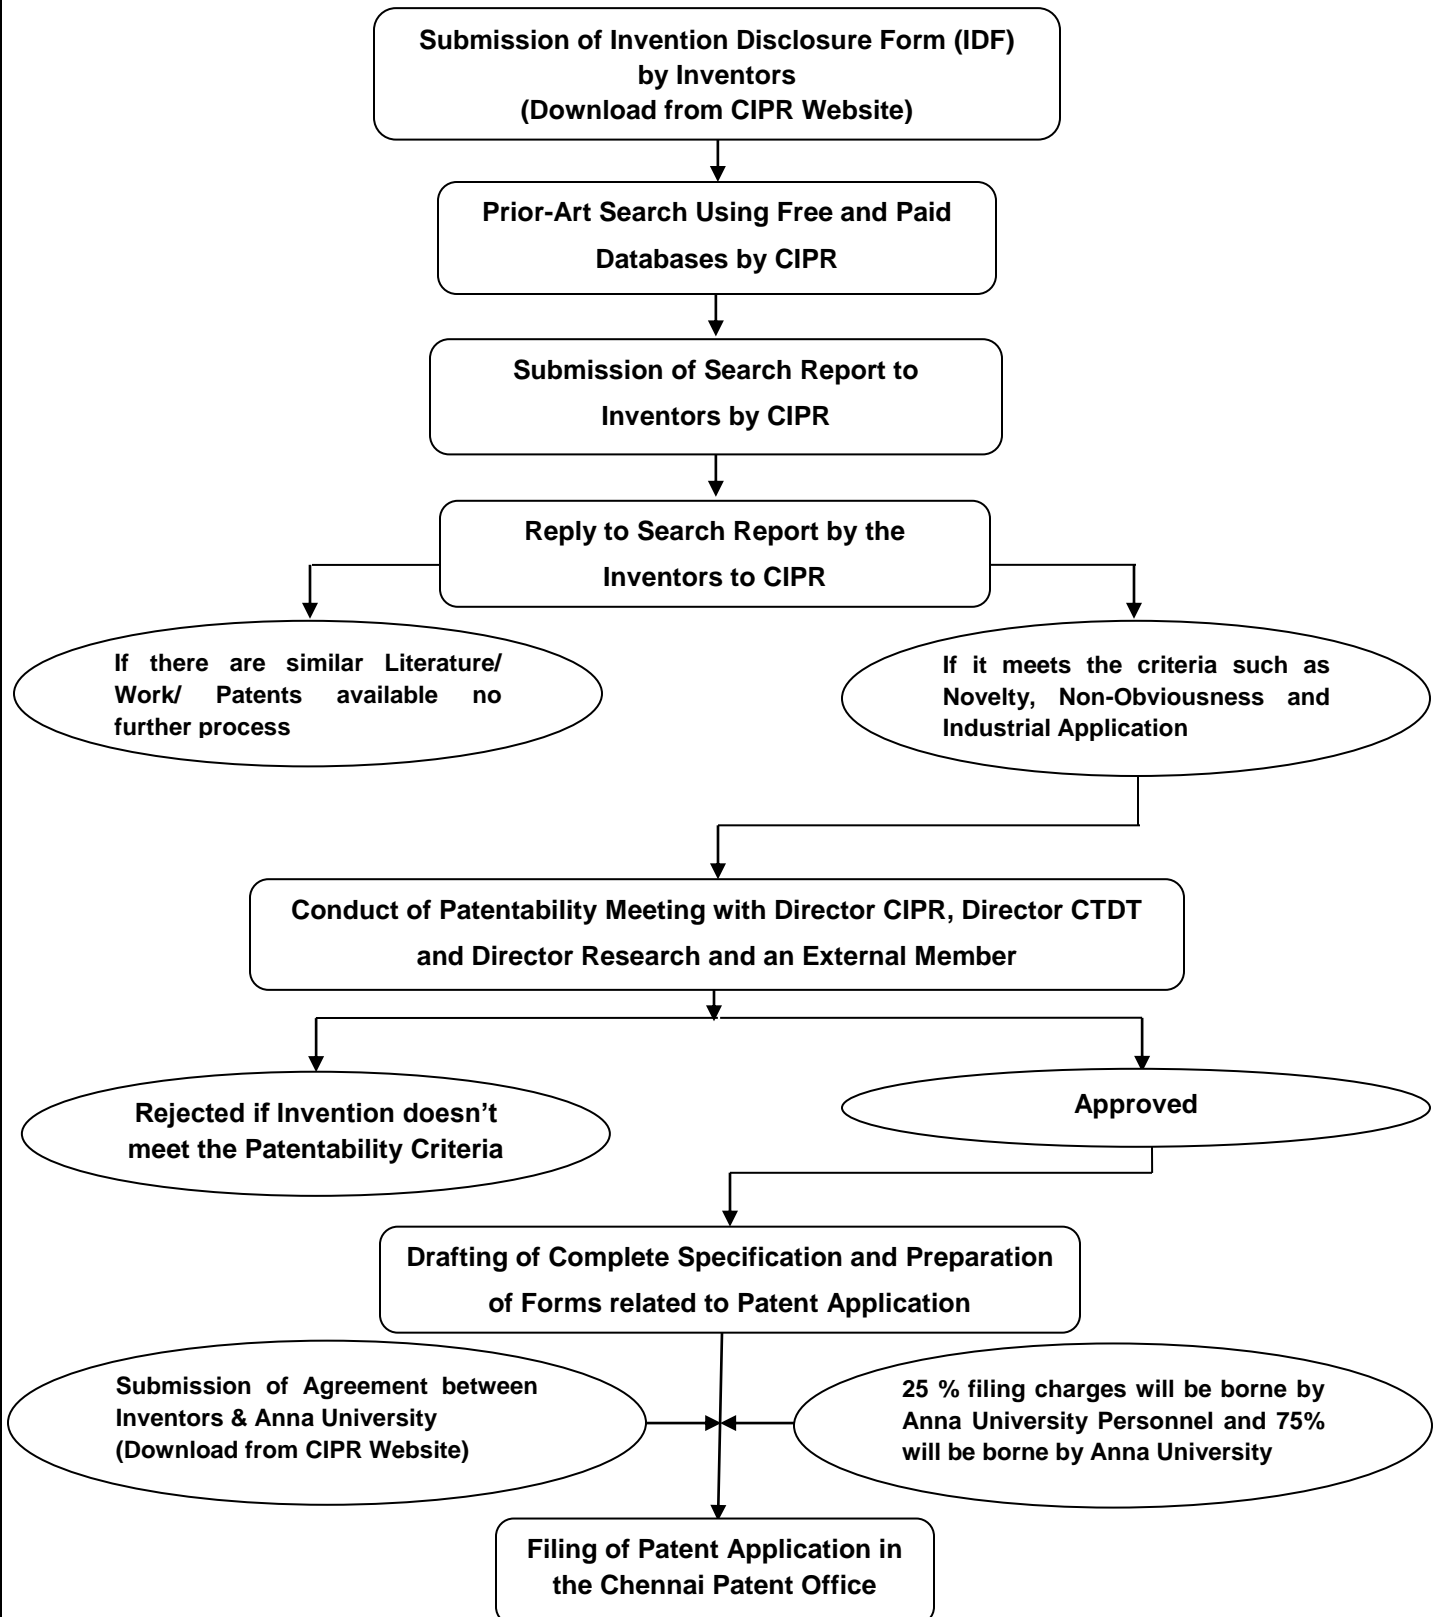 Submission of Invention Disclosure Form (IDF)
by Inventors
(Download from CIPR Website)
Prior-Art Search Using Free and Paid
Databases by CIPR
Submission of Search Report to
Inventors by CIPR
Reply to Search Report by the
Inventors to CIPR
If there are similar Literature/
Work/ Patents available no
further process
If it meets the criteria such as
Novelty, Non-Obviousness and
Industrial Application
Conduct of Patentability Meeting with Director CIPR, Director CTDT
and Director Research and an External Member
Rejected if Invention doesn’t
meet the Patentability Criteria
Approved
Drafting of Complete Specification and Preparation
of Forms related to Patent Application
Submission of Agreement between
Inventors & Anna University
(Download from CIPR Website)
25 % filing charges will be borne by
Anna University Personnel and 75%
will be borne by Anna University
Filing of Patent Application in
the Chennai Patent Office